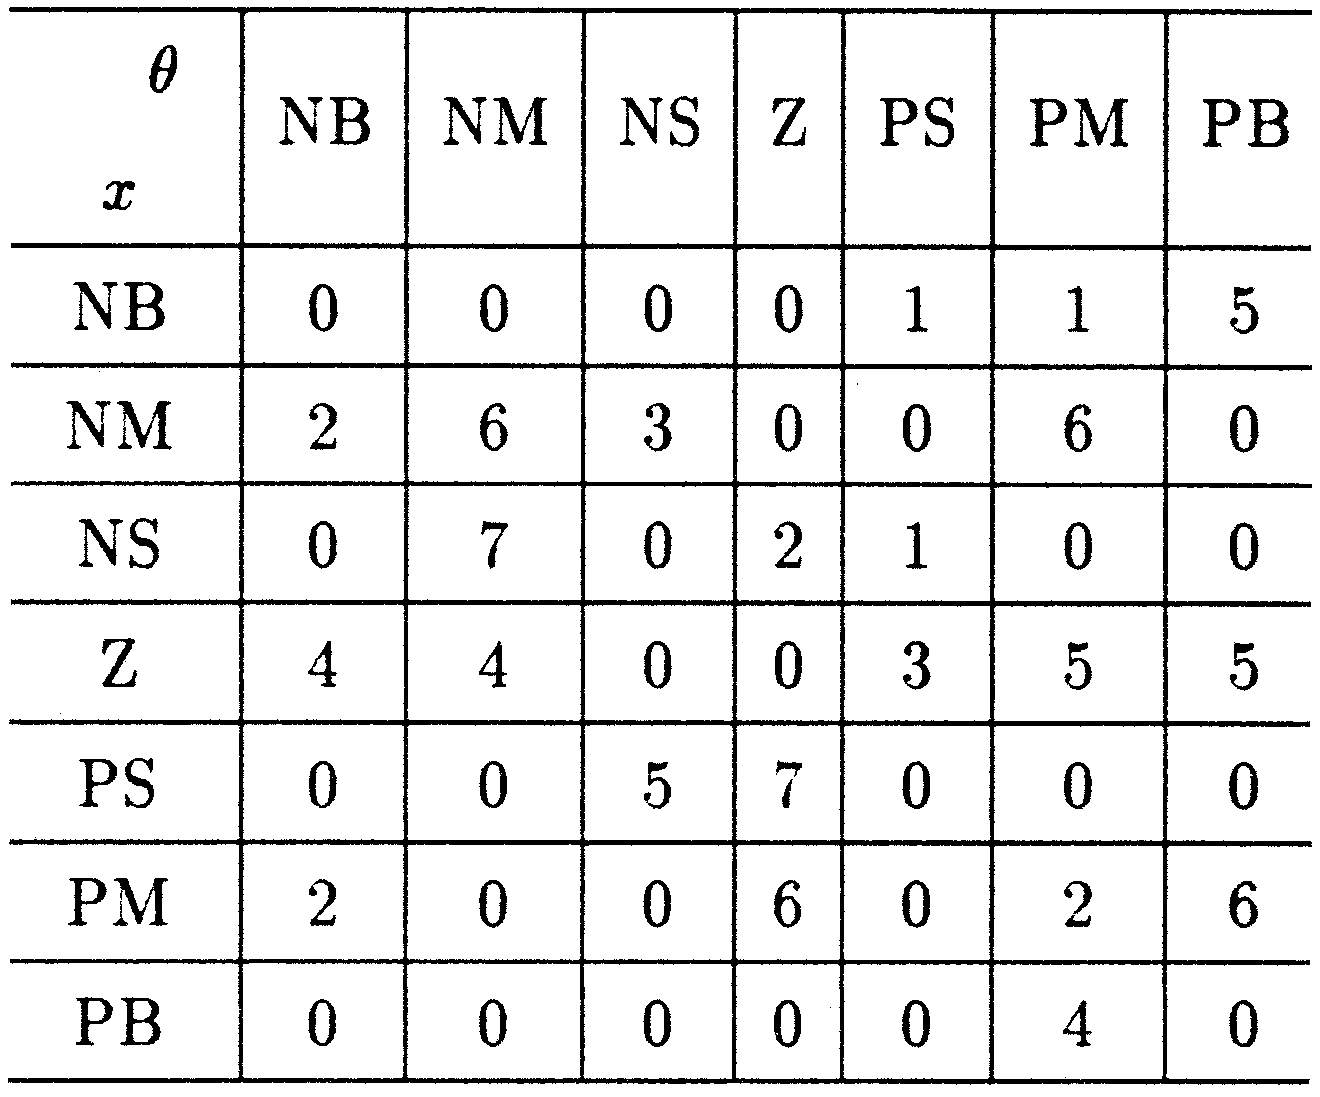 θ
NB NM NS Z PS PM PB
x
NB 0 0 0 0 1 1 5
NM 2 6 3 0 0 6 0
NS 0 7 0 2 1 0 0
Z 4 4 0 0 3 5 5
PS 0 0 5 7 0 0 0
PM 2 0 0 6 0 2 6
PB 0 0 0 0 0 4 0